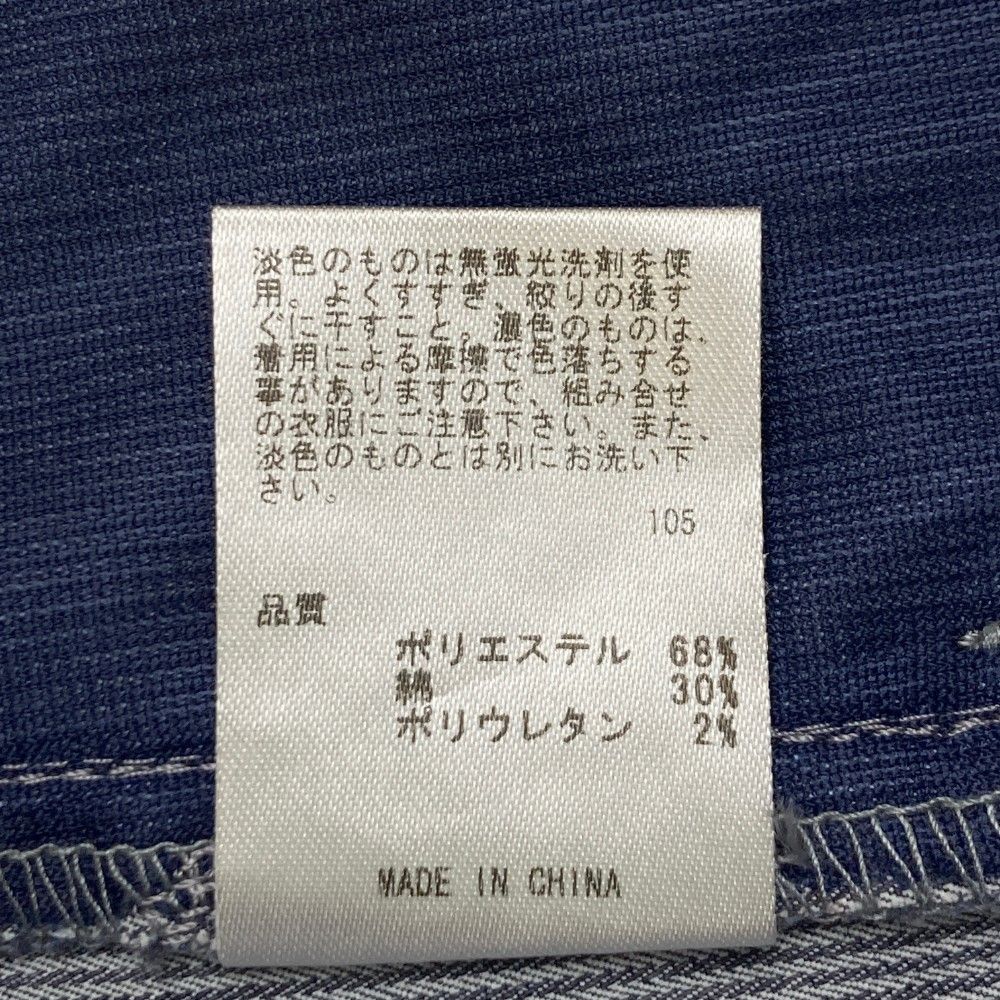 淡色のものは無蛍光洗剤を使
用。よくすすぎ、絞りの後す
ぐに干すこと。濃色のものは、
着用による摩擦で色落ちする
事がありますので、組み合せ
の衣服にご注意下さい。また、
淡色のものとは別にお洗い下
さい。
105
品質
ポリエステル 68%
綿 30%
ポリウレタン 2%
MADE IN CHINA